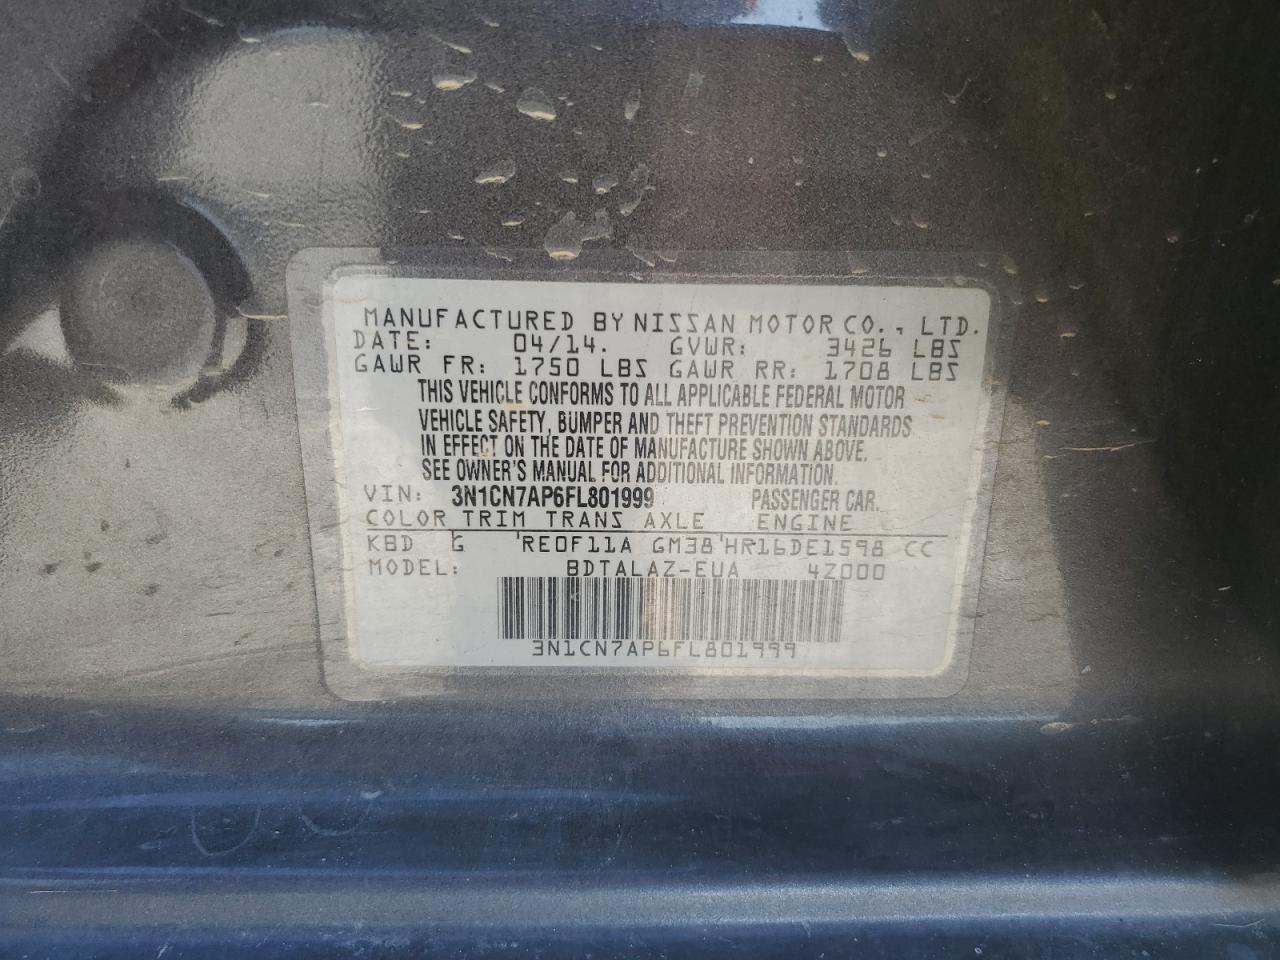 MANUFACTURED BY NISSAN MOTOR CO., LTD.
DATE: 04/14. GVWR: 3426 LBS
GAWR FR: 1750 LBS GAWR RR: 1708 LBS
THIS VEHICLE CONFORMS TO ALL APPLICABLE FEDERAL MOTOR
VEHICLE SAFETY, BUMPER AND THEFT PREVENTION STANDARDS
IN EFFECT ON THE DATE OF MANUFACTURE SHOWN ABOVE.
SEE OWNER'S MANUAL FOR ADDITIONAL INFORMATION.
VIN: 3N1CN7AP6FL801999 PASSENGER CAR.
COLOR TRIM TRANS AXLE ENGINE
KBD G RE0F11A GM38 HR16DE1598 CC
MODEL: BDTALAZ-EUA 4Z000
3N1CN7AP6FL801999